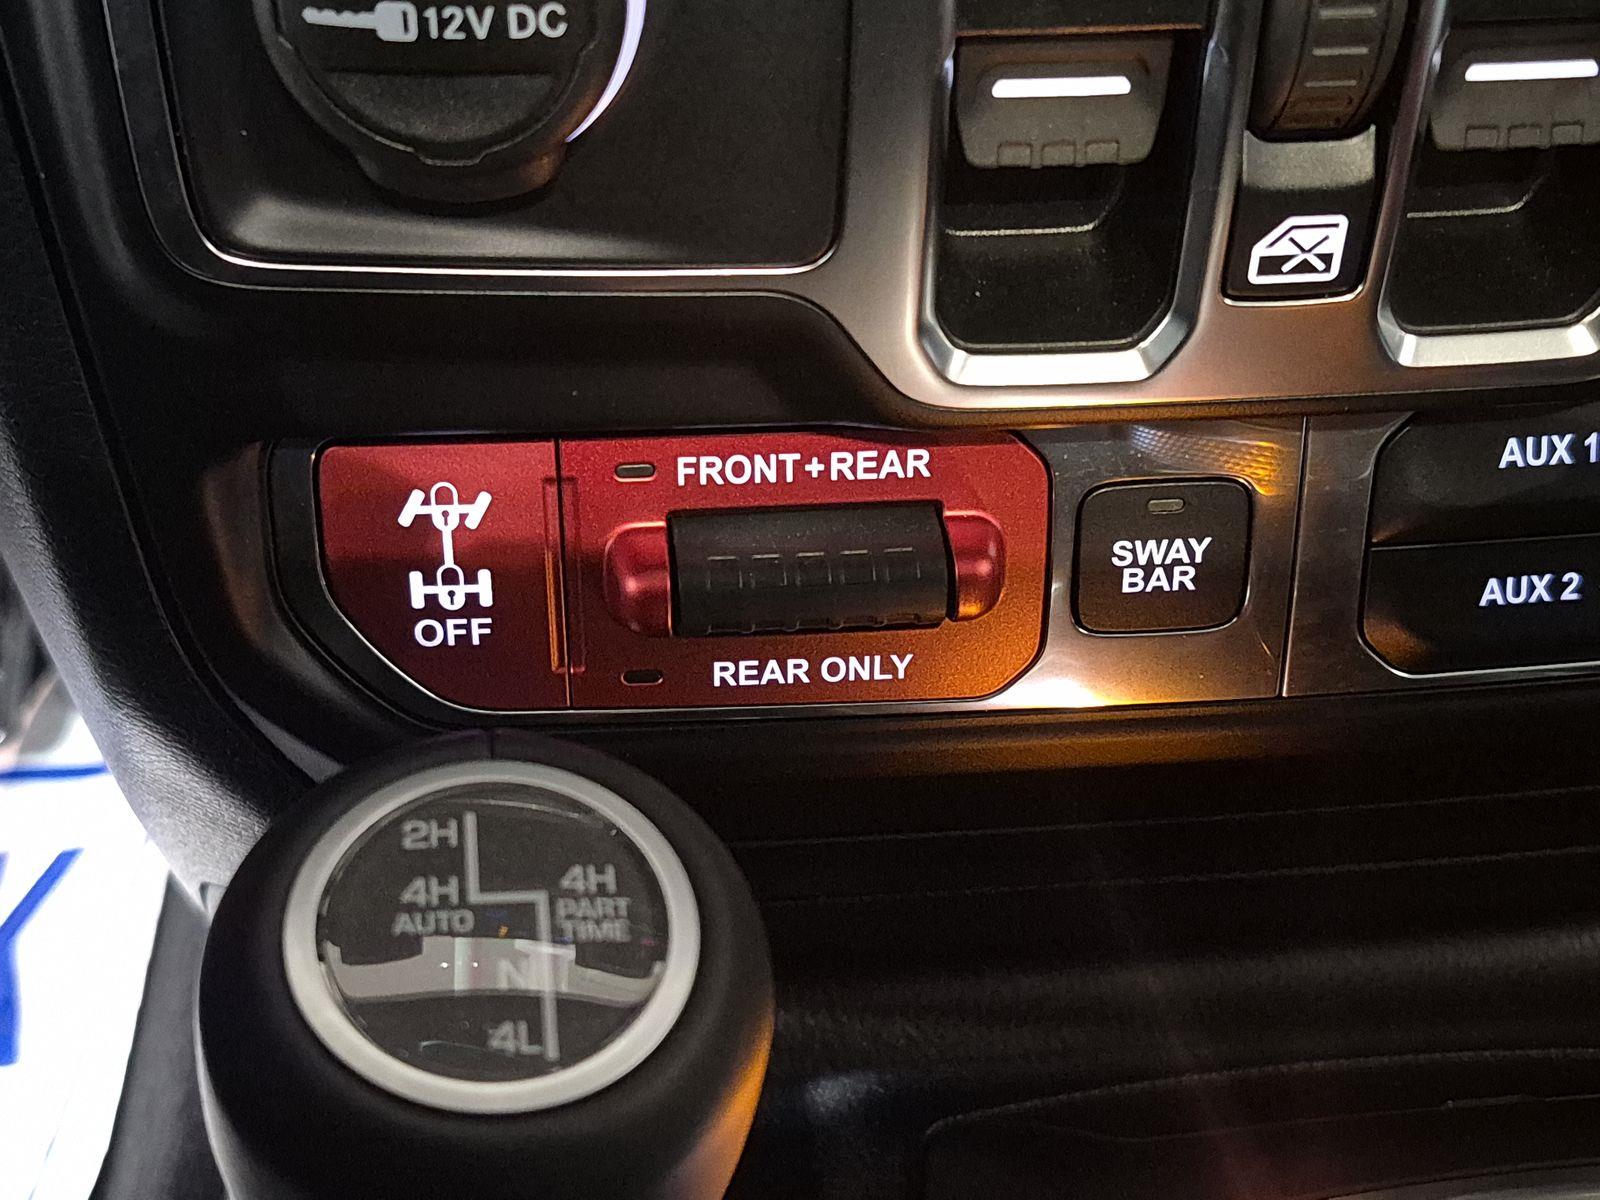 12V DC
FRONT+REAR
AUX 1
SWAY
BAR
AUX 2
OFF
REAR ONLY
2H
4H
AUTO
4H
PART
TIME
N
4L